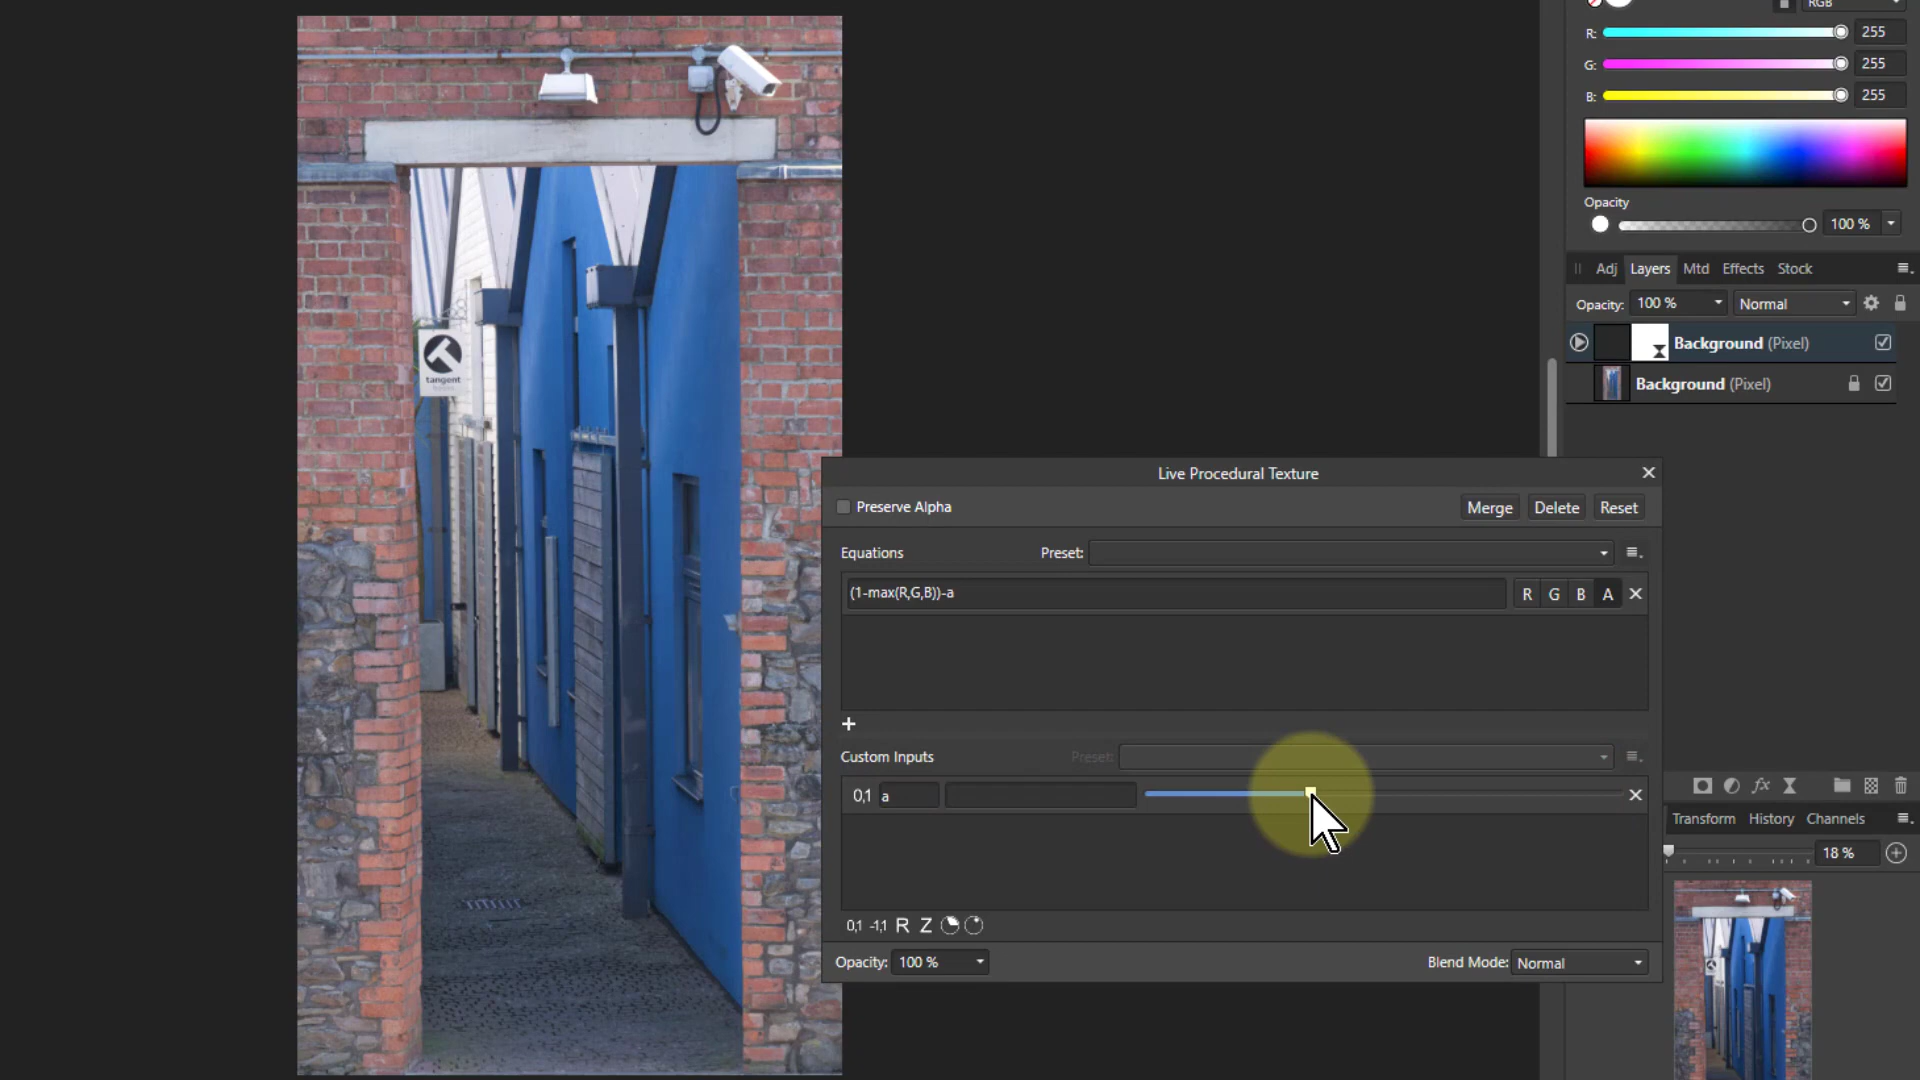 RGB
R: 255
G: 255
B: 255
Opacity
100 %
Adj Layers Mtd Effects Stock
Opacity: 100 % Normal
Background (Pixel)
Background (Pixel)
tangent
Live Procedural Texture
Preserve Alpha Merge Delete Reset
Equations Preset:
(1-max(R,G,B))-a R G B A
Custom Inputs Preset:
0,1 a
0,1 -1,1 R Z
Opacity: 100 % Blend Mode: Normal
fx
Transform History Channels
18 %